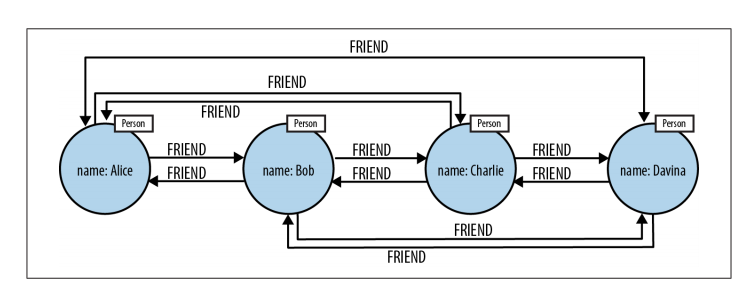 FRIEND
FRIEND
FRIEND
Person
Person
Person
Person
FRIEND
FRIEND
FRIEND
name: Alice
name: Bob
name: Charlie
name: Davina
FRIEND
FRIEND
FRIEND
FRIEND
FRIEND